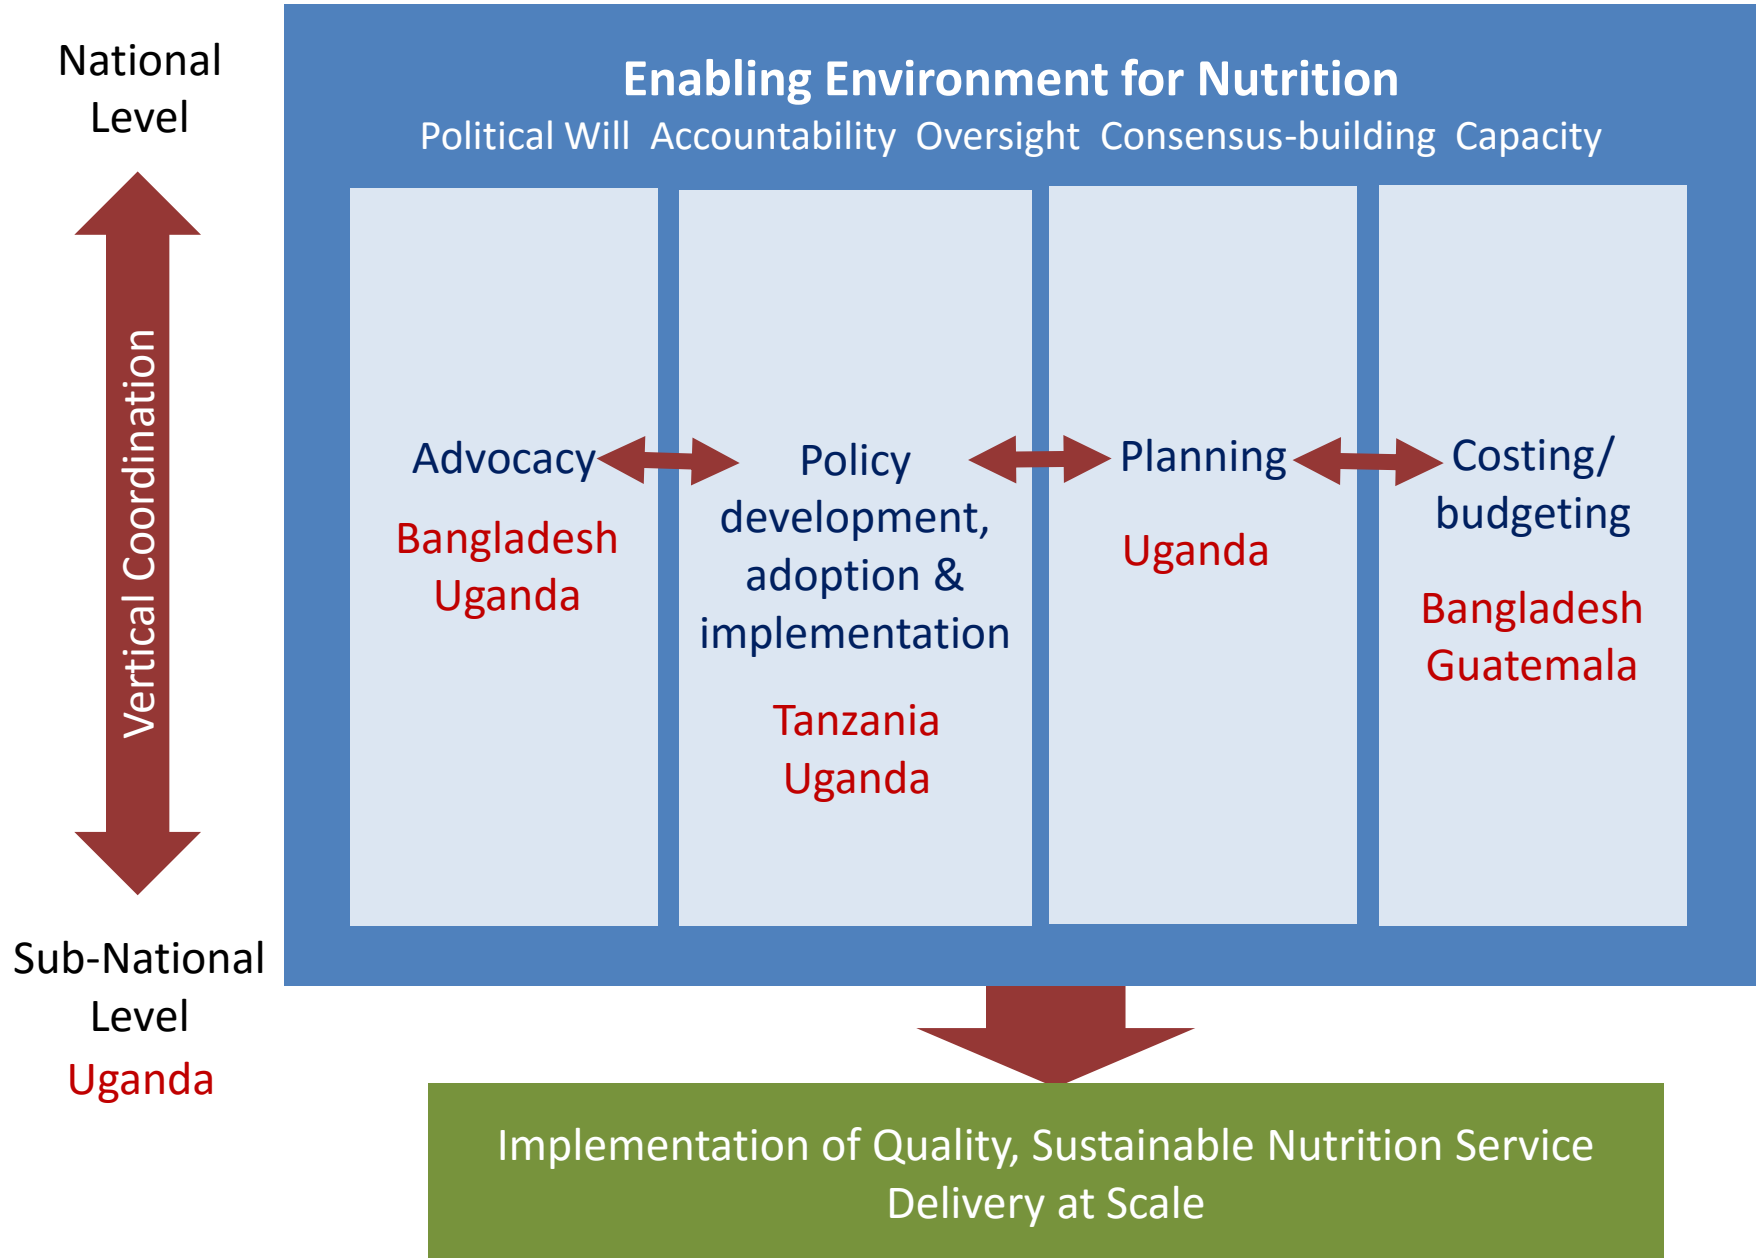 National
Level
Vertical Coordination
Sub-National
Level
Uganda
Enabling Environment for Nutrition
Political Will  Accountability  Oversight  Consensus-building  Capacity
Advocacy
Bangladesh
Uganda
Policy
development,
adoption &
implementation
Tanzania
Uganda
Planning
Uganda
Costing/
budgeting
Bangladesh
Guatemala
Implementation of Quality, Sustainable Nutrition Service
Delivery at Scale